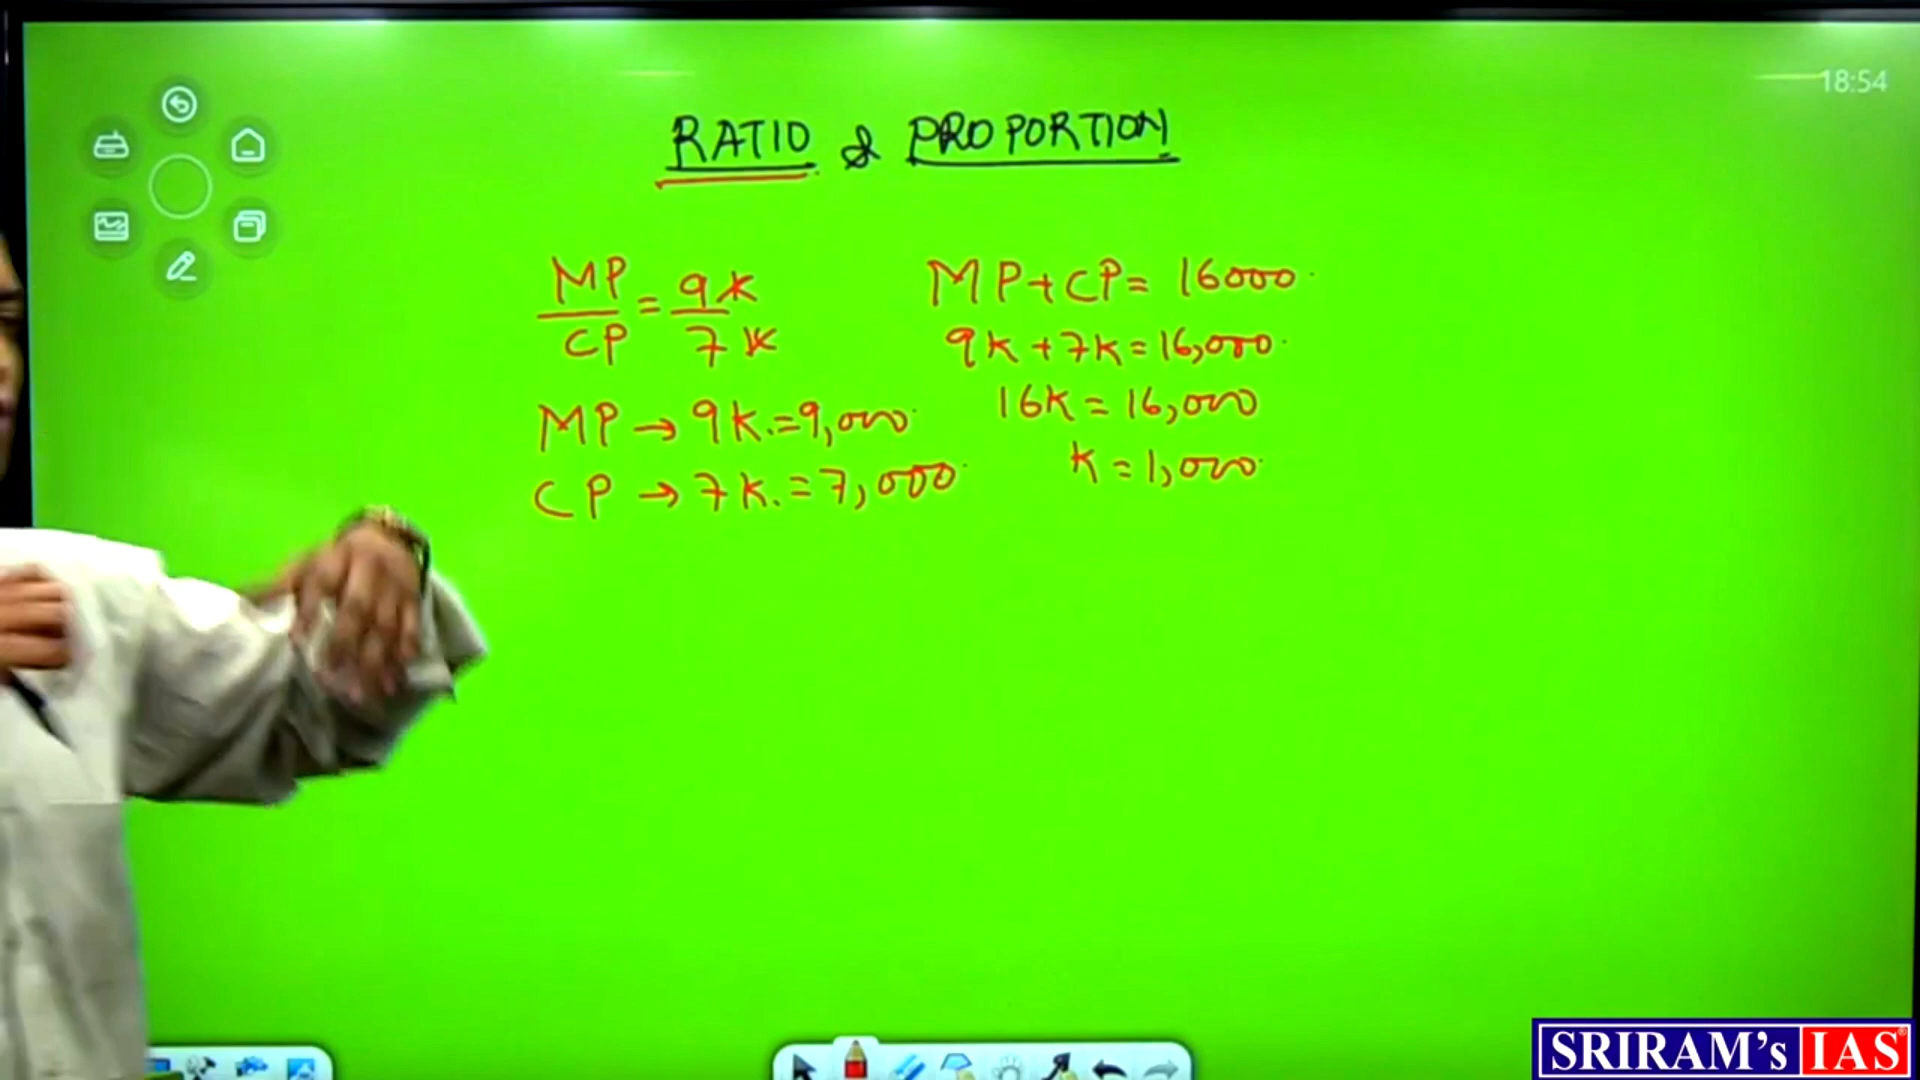 18:54
RATIO & PROPORTION
MP/CP = 9k/7k
MP + CP = 16000
9k + 7k = 16,000
16k = 16,000
k = 1,000
MP → 9k. = 9,000
CP → 7k. = 7,000
SRIRAM's IAS®